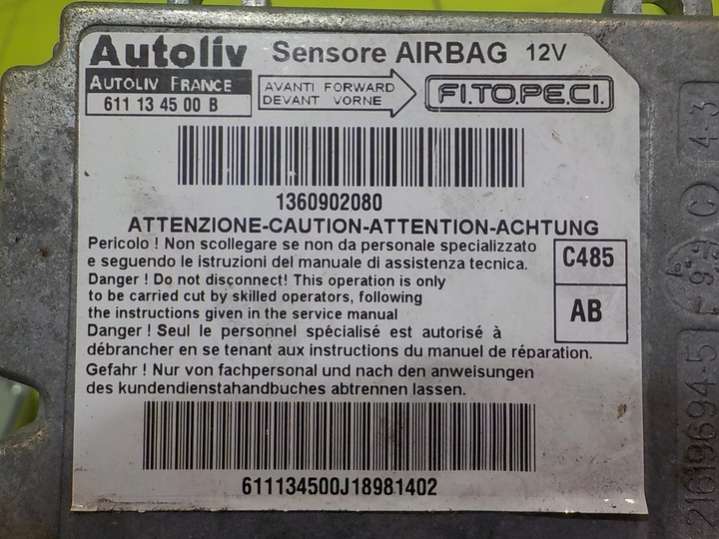 Autoliv Sensore AIRBAG 12V
AUTOLIV FRANCE
611 13 45 00 B
AVANTI FORWARD
DEVANT VORNE
FI.TO.PE.CI.
1360902080
ATTENZIONE-CAUTION-ATTENTION-ACHTUNG
Pericolo ! Non scollegare se non da personale specializzato
e seguendo le istruzioni del manuale di assistenza tecnica.
Danger ! Do not disconnect! This operation is only
to be carried cut by skilled operators, following
the instructions given in the service manual
Danger ! Seul le personnel spécialisé est autorisé à
débrancher en se tenant aux instructions du manuel de réparation.
Gefahr ! Nur von fachpersonal und nach den anweisungen
des kundendienstahandbuches abtrennen lassen.
C485
AB
611134500J18981402
21619694-5